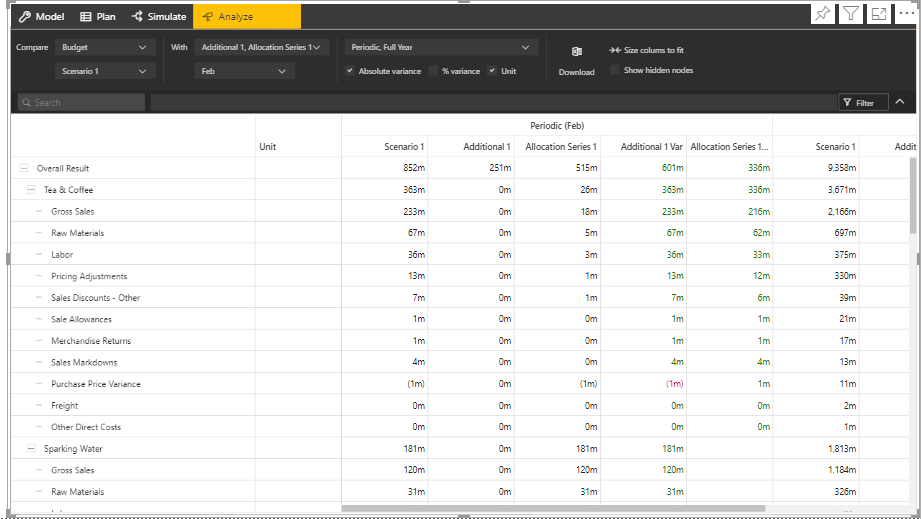 Model Plan Simulate Analyze
Compare Budget With Additional 1, Allocation Series 1 Periodic, Full Year Size colums to fit
Scenario 1 Feb Absolute variance % variance Unit Download Show hidden nodes
Search Filter
Periodic (Feb)
Unit Scenario 1 Additional 1 Allocation Series 1 Additional 1 Var Allocation Series 1... Scenario 1 Addit
Overall Result 852m 251m 515m 601m 336m 9,358m
Tea & Coffee 363m 0m 26m 363m 336m 3,671m
Gross Sales 233m 0m 18m 233m 216m 2,166m
Raw Materials 67m 0m 5m 67m 62m 697m
Labor 36m 0m 3m 36m 33m 375m
Pricing Adjustments 13m 0m 1m 13m 12m 330m
Sales Discounts - Other 7m 0m 1m 7m 6m 39m
Sale Allowances 1m 0m 0m 1m 1m 21m
Merchandise Returns 1m 0m 0m 1m 1m 17m
Sales Markdowns 4m 0m 0m 4m 4m 13m
Purchase Price Variance (1m) 0m (1m) (1m) 1m 11m
Freight 0m 0m 0m 0m 0m 2m
Other Direct Costs 0m 0m 0m 0m 0m 1m
Sparking Water 181m 0m 181m 181m 1,813m
Gross Sales 120m 0m 120m 120m 1,184m
Raw Materials 31m 0m 31m 31m 326m